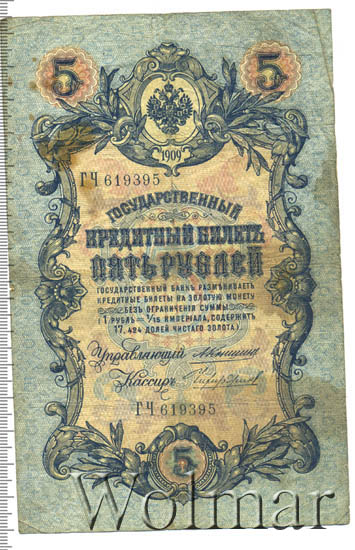 5 5
1909
ГЧ 619395
ГОСУДАРСТВЕННЫЙ
КРЕДИТНЫЙ БИЛЕТЪ
ПЯТЬ РУБЛЕЙ
ГОСУДАРСТВЕННЫЙ БАНКЪ РАЗМѢНИВАЕТЪ
КРЕДИТНЫЕ БИЛЕТЫ НА ЗОЛОТУЮ МОНЕТУ
БЕЗЪ ОГРАНИЧЕНІЯ СУММЫ
(1 РУБЛЬ = 1/15 ИМПЕРІАЛА, СОДЕРЖИТЪ
17,424 ДОЛЕЙ ЧИСТАГО ЗОЛОТА).
Управляющій
Кассиръ
ГЧ 619395
5
Wolmar